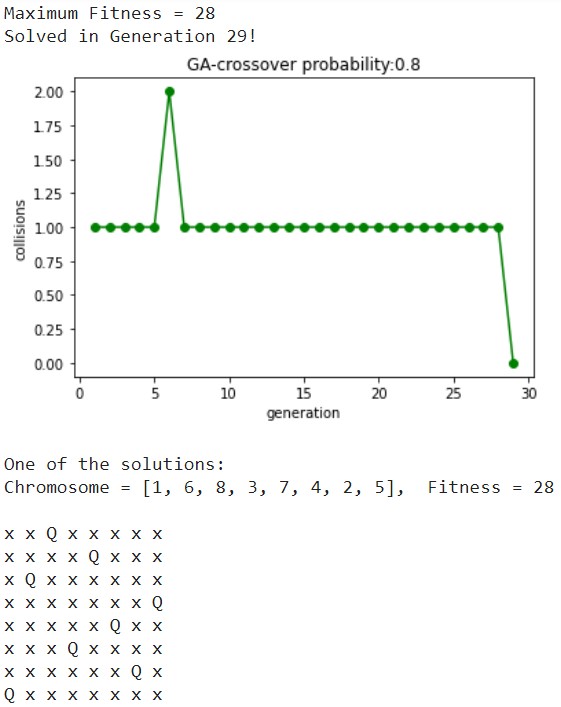 Maximum Fitness = 28
Solved in Generation 29!
GA-crossover probability:0.8
2.00
1.75
1.50
1.25
1.00
0.75
0.50
0.25
0.00
collisions
0 5 10 15 20 25 30
generation
One of the solutions:
Chromosome = [1, 6, 8, 3, 7, 4, 2, 5],  Fitness = 28
x x Q x x x x x
x x x x Q x x x
x Q x x x x x x
x x x x x x x Q
x x x x x Q x x
x x x Q x x x x
x x x x x x Q x
Q x x x x x x x